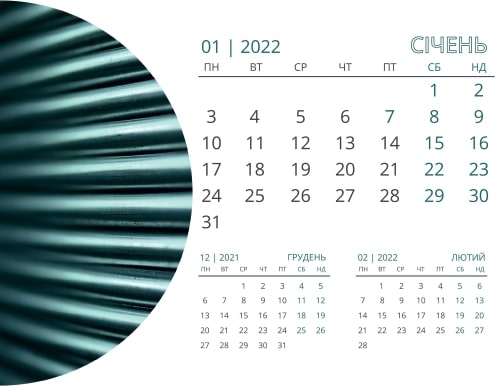 01 | 2022 СІЧЕНЬ
ПН ВТ СР ЧТ ПТ СБ НД
1 2
3 4 5 6 7 8 9
10 11 12 13 14 15 16
17 18 19 20 21 22 23
24 25 26 27 28 29 30
31
12 | 2021 ГРУДЕНЬ
ПН ВТ СР ЧТ ПТ СБ НД
1 2 3 4 5
6 7 8 9 10 11 12
13 14 15 16 17 18 19
20 21 22 23 24 25 26
27 28 29 30 31
02 | 2022 ЛЮТИЙ
ПН ВТ СР ЧТ ПТ СБ НД
1 2 3 4 5 6
7 8 9 10 11 12 13
14 15 16 17 18 19 20
21 22 23 24 25 26 27
28